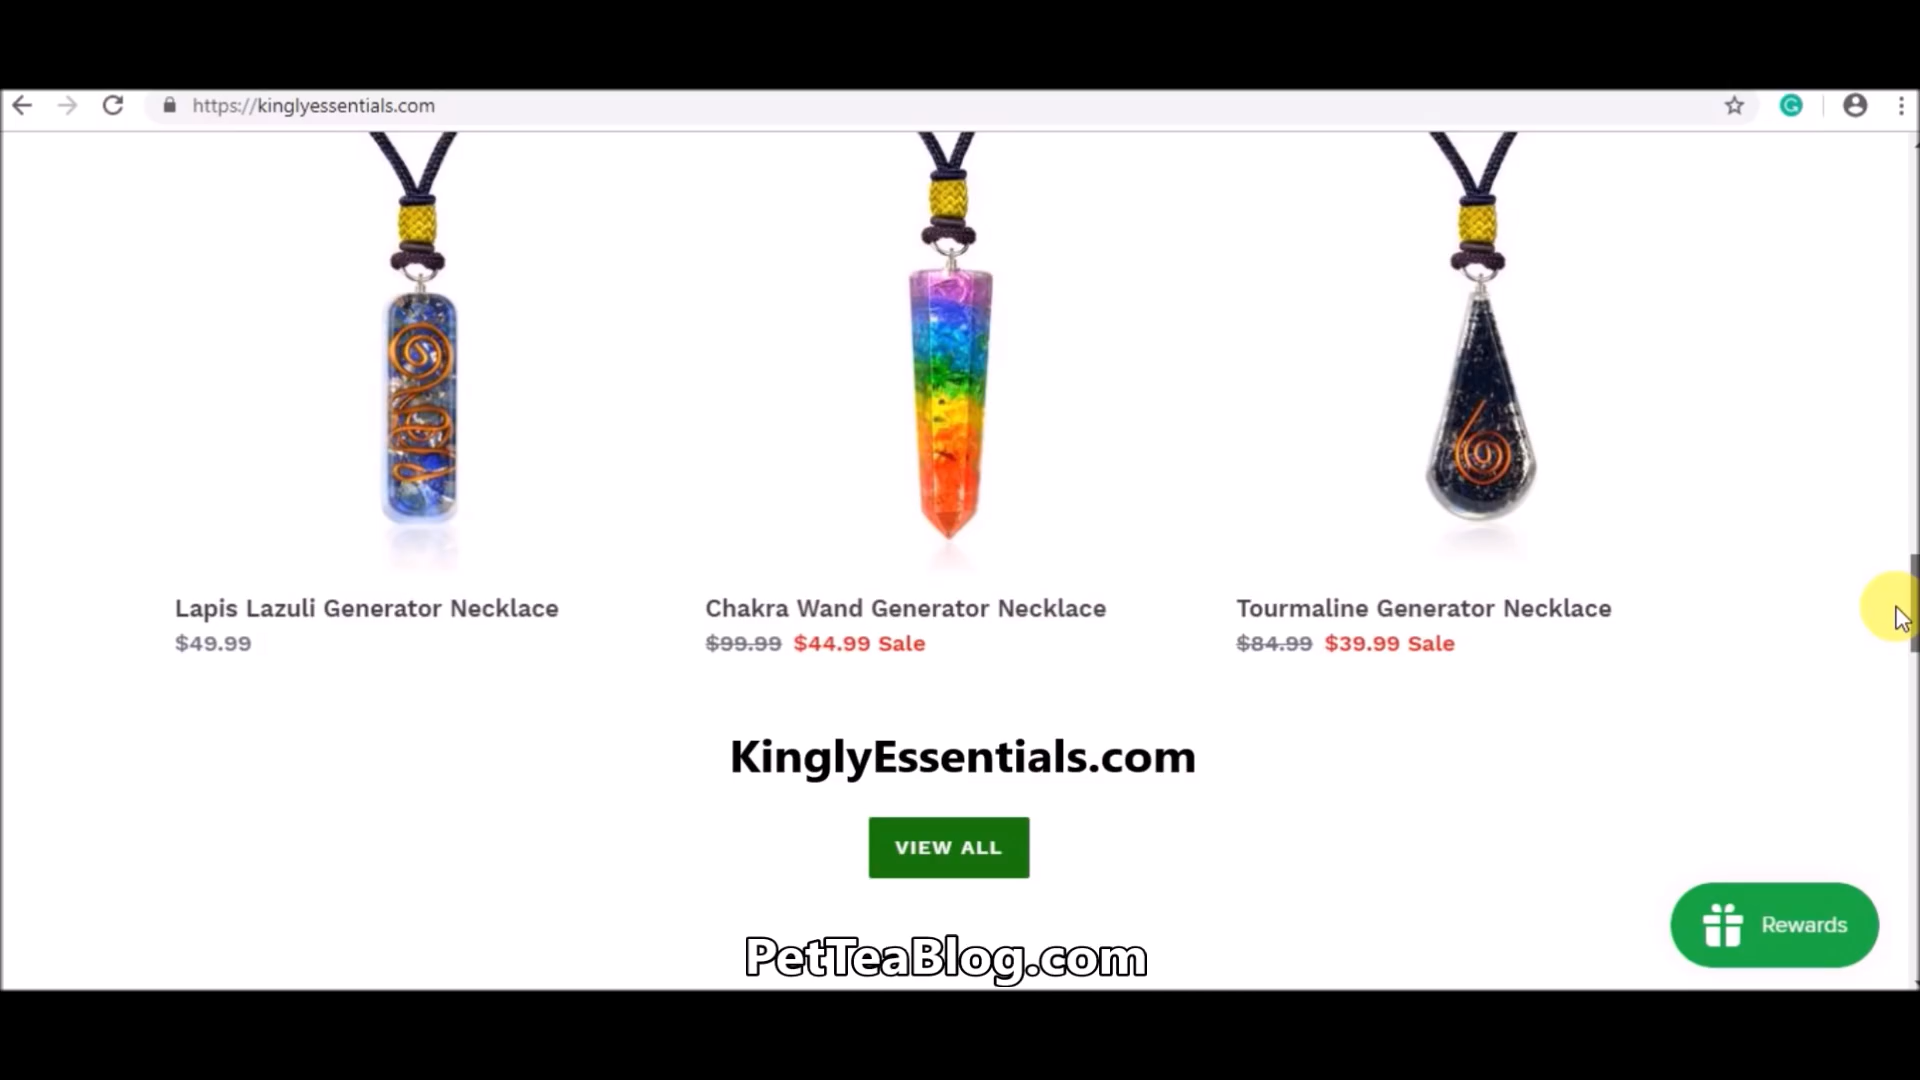 https://kinglyessentials.com
Lapis Lazuli Generator Necklace
$49.99
Chakra Wand Generator Necklace
$99.99 $44.99 Sale
Tourmaline Generator Necklace
$84.99 $39.99 Sale
KinglyEssentials.com
VIEW ALL
Rewards
PetTeaBlog.com